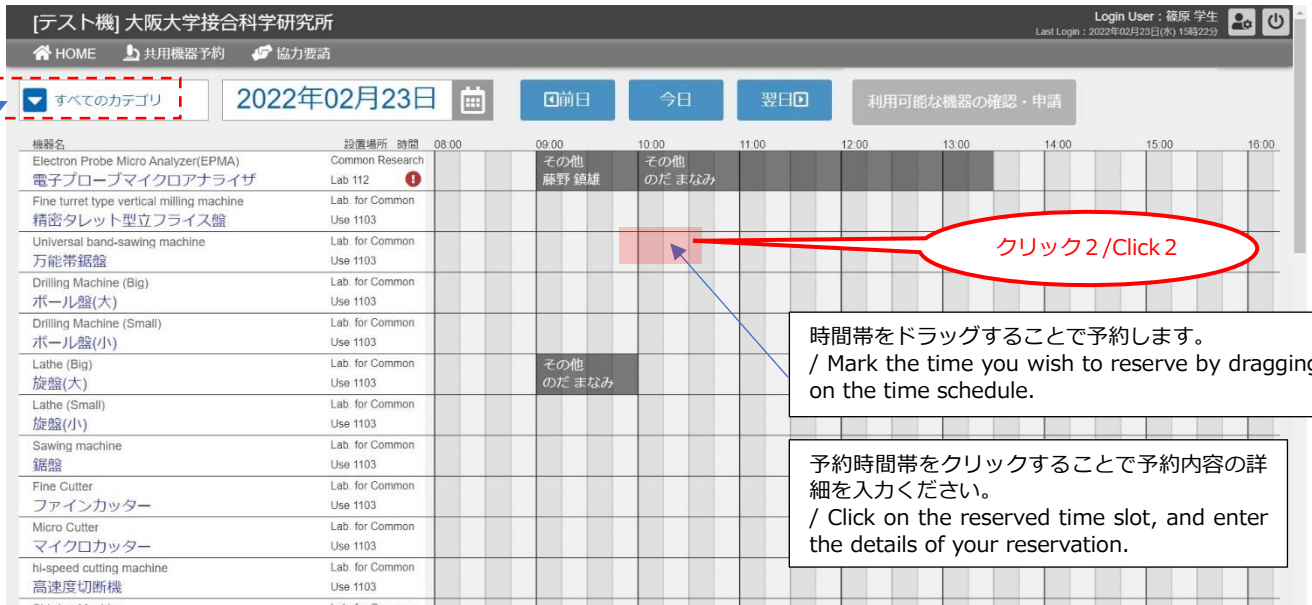 [テスト機] 大阪大学接合科学研究所
Login User : 篠原 学生
Last Login : 2022年02月23日(水) 15時22分
HOME 共用機器予約 協力要請
すべてのカテゴリ 2022年02月23日 前日 今日 翌日 利用可能な機器の確認・申請
機器名 設置場所 時間 08:00 09:00 10:00 11:00 12:00 13:00 14:00 15:00 16:00
Electron Probe Micro Analyzer(EPMA) Common Research その他 その他
電子プローブマイクロアナライザ Lab 112 藤野 鎮雄 のだ まなみ
Fine turret type vertical milling machine Lab. for Common
精密タレット型立フライス盤 Use 1103
Universal band-sawing machine Lab. for Common
万能帯鋸盤 Use 1103
クリック2/Click2
Drilling Machine (Big) Lab. for Common
ボール盤(大) Use 1103
Drilling Machine (Small) Lab. for Common
ボール盤(小) Use 1103
時間帯をドラッグすることで予約します。
/ Mark the time you wish to reserve by dragging
on the time schedule.
Lathe (Big) Lab. for Common その他
旋盤(大) Use 1103 のだ まなみ
Lathe (Small) Lab. for Common
旋盤(小) Use 1103
Sawing machine Lab. for Common
鋸盤 Use 1103
予約時間帯をクリックすることで予約内容の詳
細を入力ください。
/ Click on the reserved time slot, and enter
the details of your reservation.
Fine Cutter Lab. for Common
ファインカッター Use 1103
Micro Cutter Lab. for Common
マイクロカッター Use 1103
hi-speed cutting machine Lab. for Common
高速度切断機 Use 1103